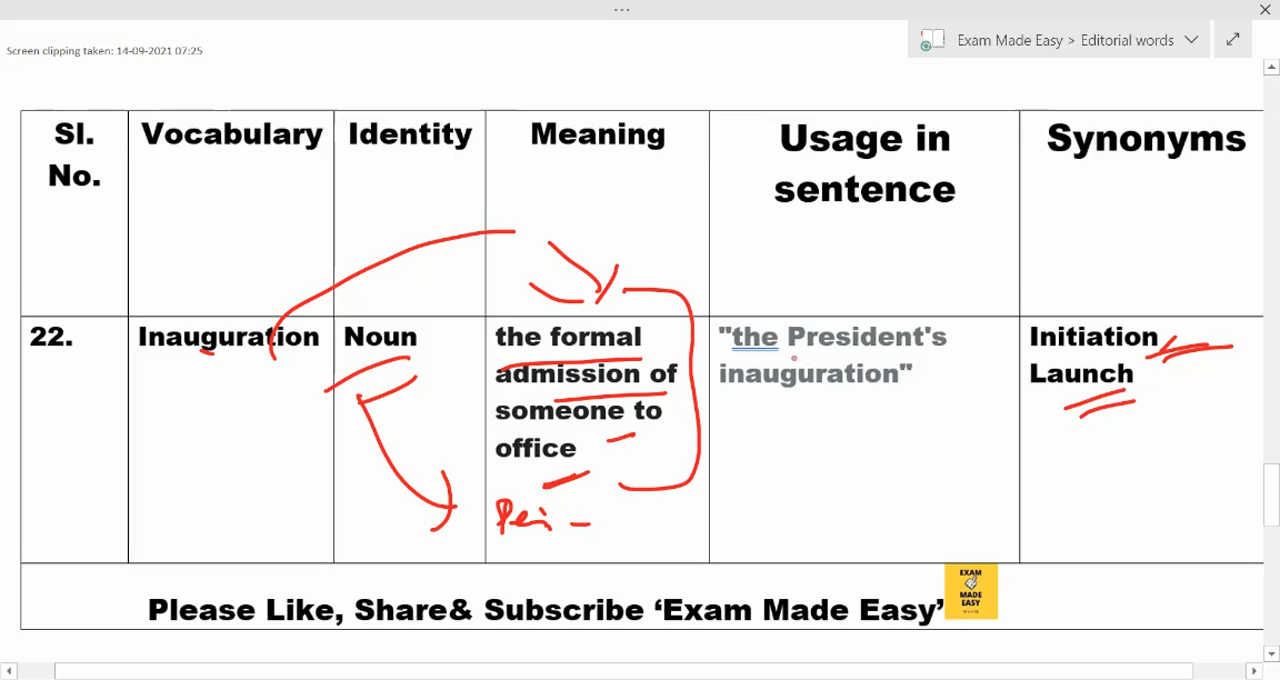 Screen clipping taken: 14-09-2021 07:25
Exam Made Easy > Editorial words
Sl. No.
Vocabulary
Identity
Meaning
Usage in sentence
Synonyms
22.
Inauguration
Noun
the formal
admission of
someone to
office
"the President's
inauguration"
Initiation
Launch
Please Like, Share& Subscribe ‘Exam Made Easy’
EXAM
MADE
EASY